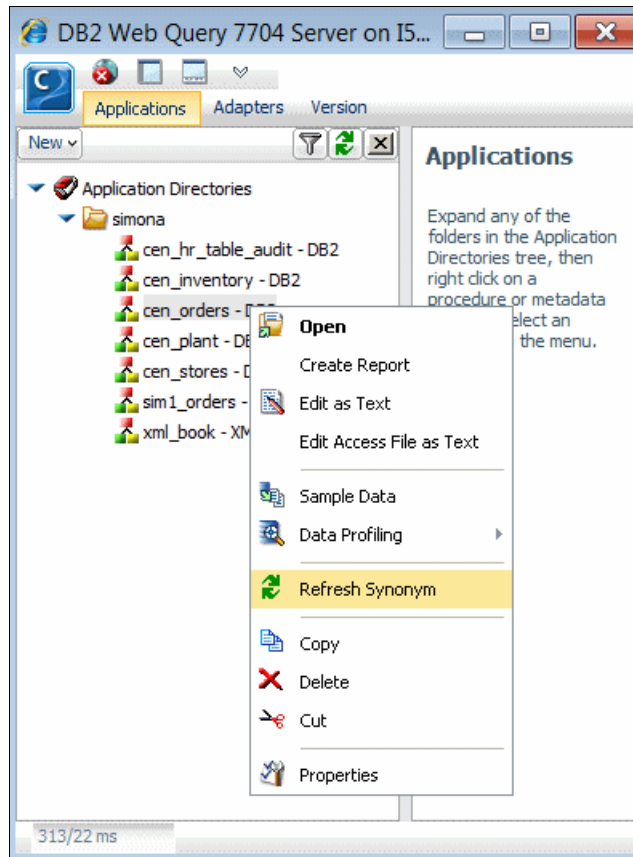 DB2 Web Query 7704 Server on I5...
Applications Adapters Version
New
Applications
Application Directories
simona
cen_hr_table_audit - DB2
cen_inventory - DB2
cen_orders -
cen_plant -
cen_stores -
sim1_orders -
xml_book -
Expand any of the
folders in the Application
Directories tree, then
right click on a
procedure or metadata
the menu.
Open
Create Report
Edit as Text
Edit Access File as Text
Sample Data
Data Profiling
Refresh Synonym
Copy
Delete
Cut
Properties
313/22 ms